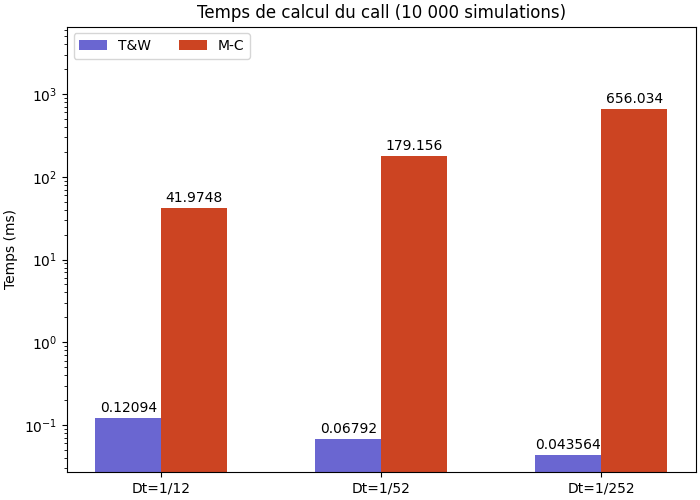 Temps de calcul du call (10 000 simulations)
T&W M-C
Temps (ms)
10³
10²
10¹
10⁰
10⁻¹
0.12094
41.9748
0.06792
179.156
0.043564
656.034
Dt=1/12 Dt=1/52 Dt=1/252